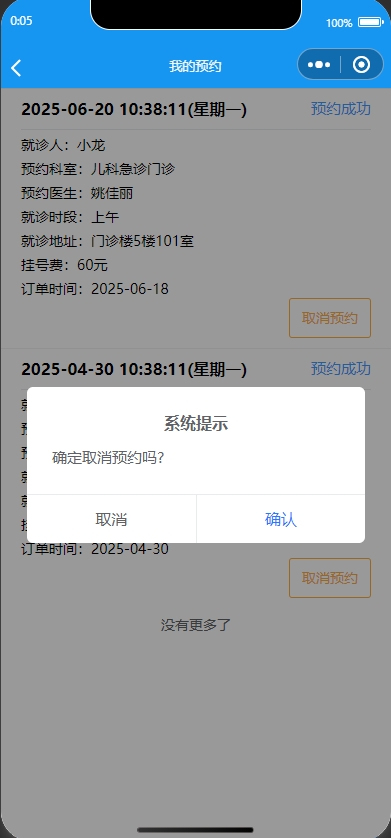 0:05
100%
我的预约
2025-06-20 10:38:11(星期一)
预约成功
就诊人：小龙
预约科室：儿科急诊门诊
预约医生：姚佳丽
就诊时段：上午
就诊地址：门诊楼5楼101室
挂号费：60元
订单时间：2025-06-18
取消预约
2025-04-30 10:38:11(星期一)
预约成功
系统提示
确定取消预约吗?
取消
确认
订单时间：2025-04-30
取消预约
没有更多了